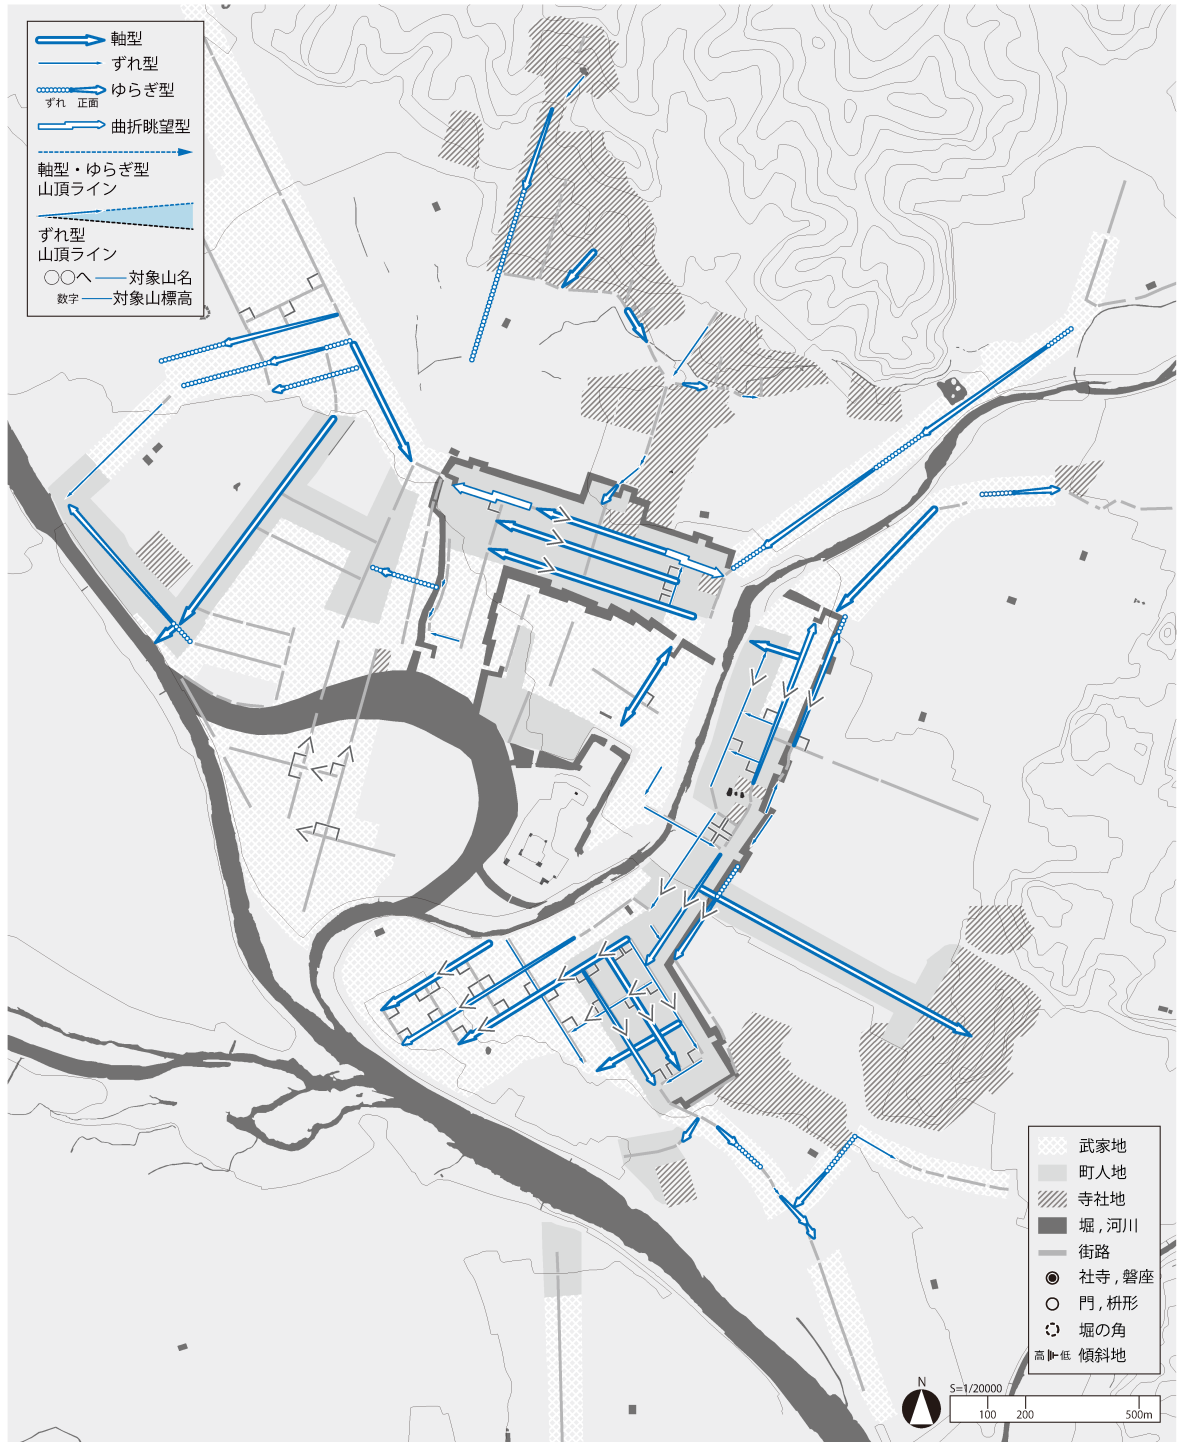 軸型
ずれ型
ゆらぎ型
ずれ 正面
曲折眺望型
軸型・ゆらぎ型
山頂ライン
ずれ型
山頂ライン
○○へ 対象山名
数字 対象山標高
武家地
町人地
寺社地
堀,河川
街路
社寺,磐座
門,枡形
堀の角
高 低 傾斜地
N
S=1/20000
100 200 500m